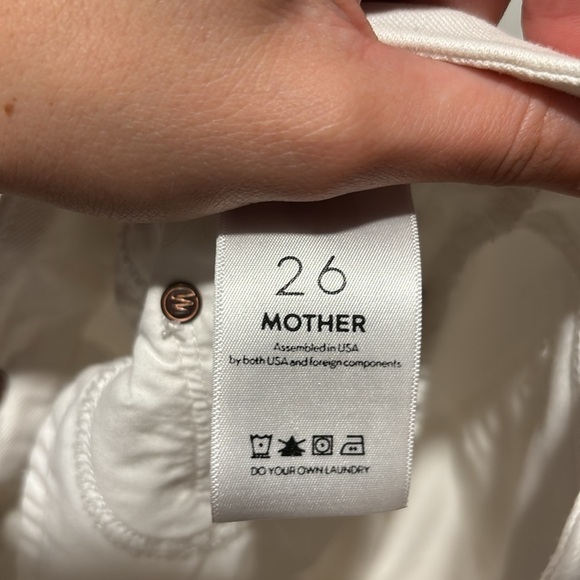 26
MOTHER
Assembled in USA
by both USA and foreign components
DO YOUR OWN LAUNDRY